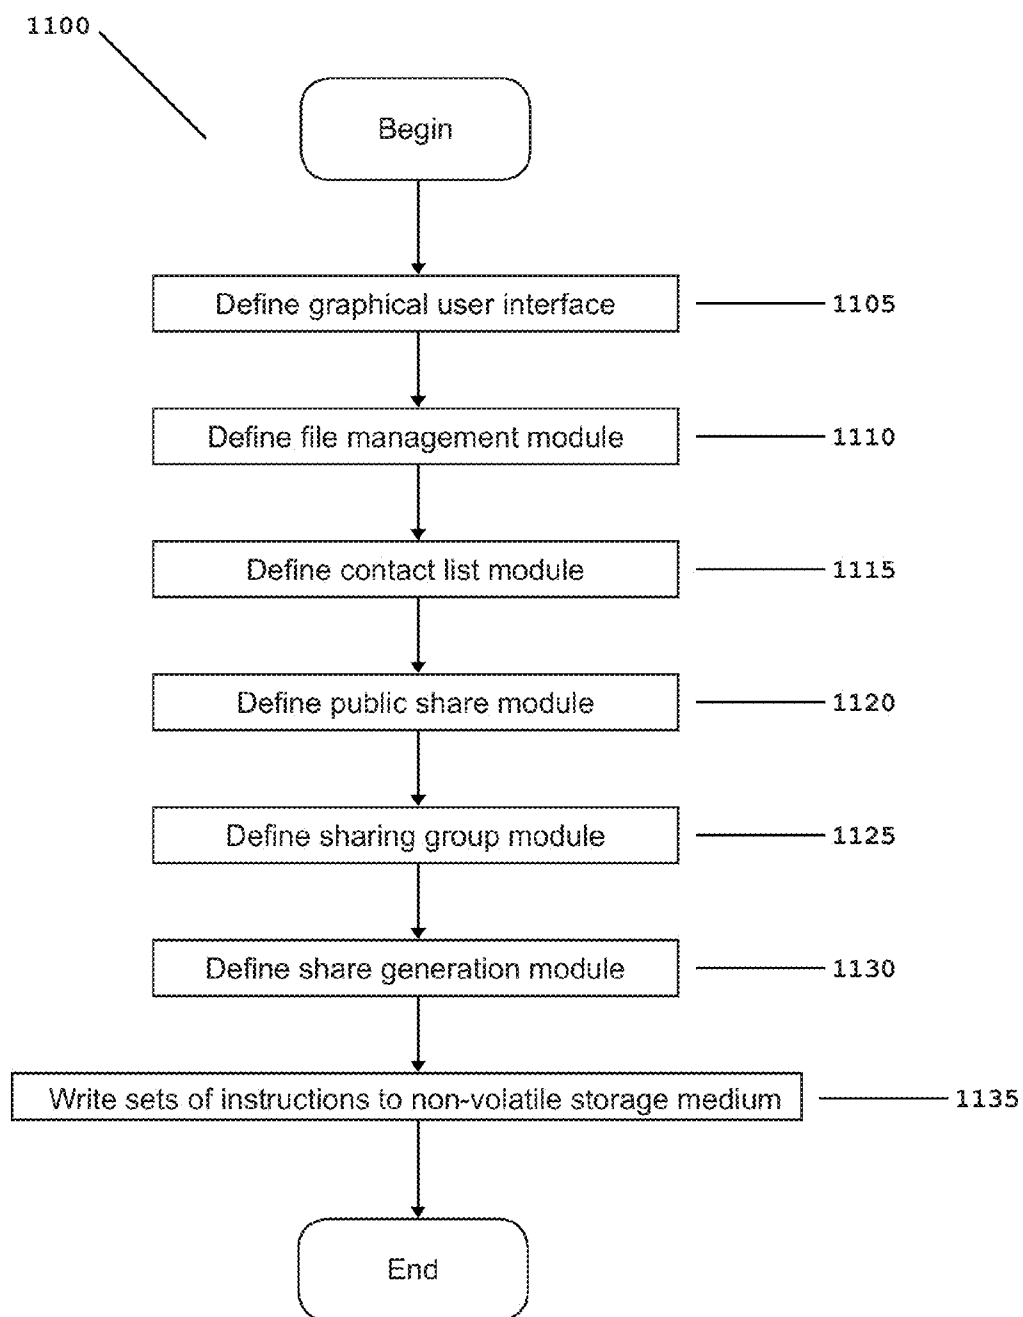 1100
Begin
Define graphical user interface
1105
Define file management module
1110
Define contact list module
1115
Define public share module
1120
Define sharing group module
1125
Define share generation module
1130
Write sets of instructions to non-volatile storage medium
1135
End